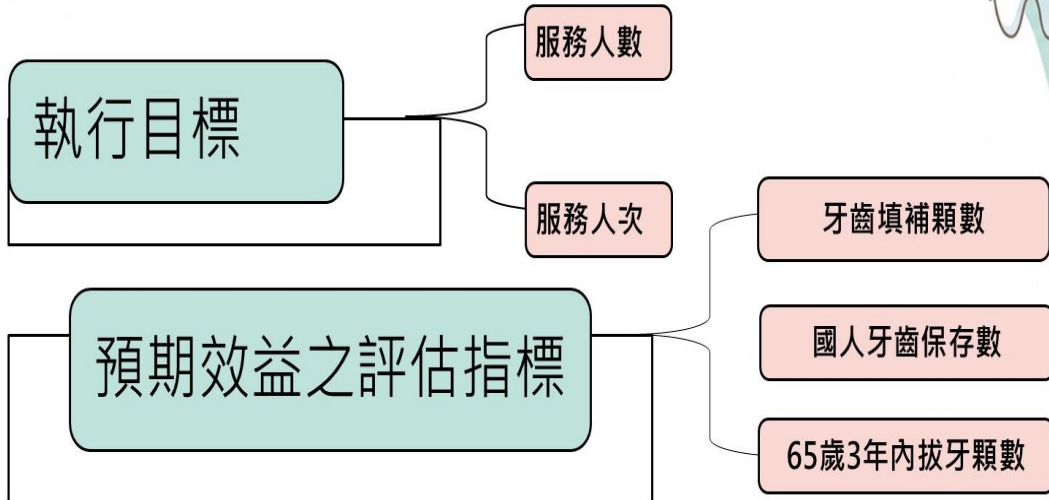 執行目標
服務人數
服務人次
預期效益之評估指標
牙齒填補顆數
國人牙齒保存數
65歲3年內拔牙顆數